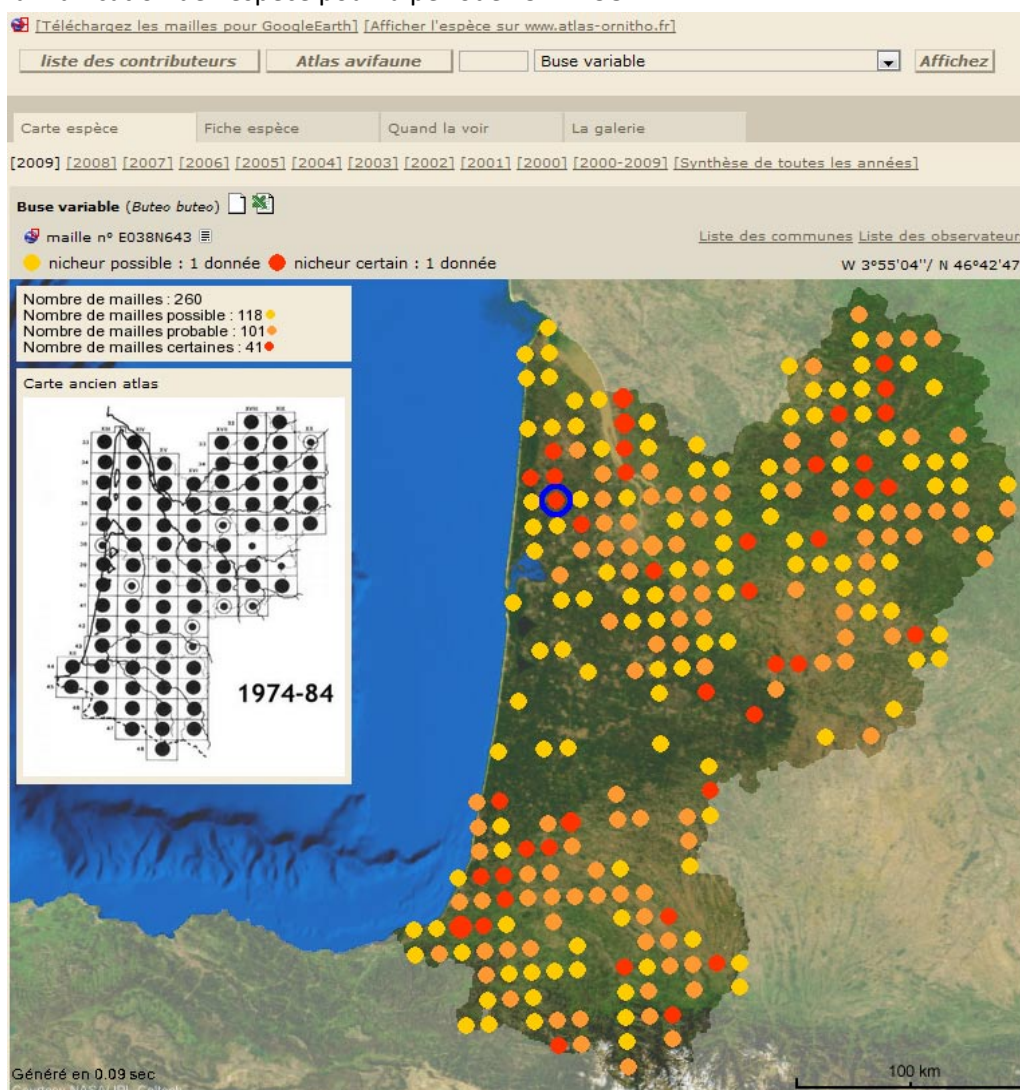 [Téléchargez les mailles pour GoogleEarth] [Afficher l'espèce sur www.atlas-ornitho.fr]
liste des contributeurs Atlas avifaune Buse variable Affichez
Carte espèce Fiche espèce Quand la voir La galerie
[2009] [2008] [2007] [2006] [2005] [2004] [2003] [2002] [2001] [2000] [2000-2009] [Synthèse de toutes les années]
Buse variable (Buteo buteo)
maille n° E038N643 Liste des communes Liste des observateur
nicheur possible : 1 donnée nicheur certain : 1 donnée W 3°55'04''/ N 46°42'47
Nombre de mailles : 260
Nombre de mailles possible : 118
Nombre de mailles probable : 101
Nombre de mailles certaines : 41
Carte ancien atlas
1974-84
Généré en 0.09 sec
100 km